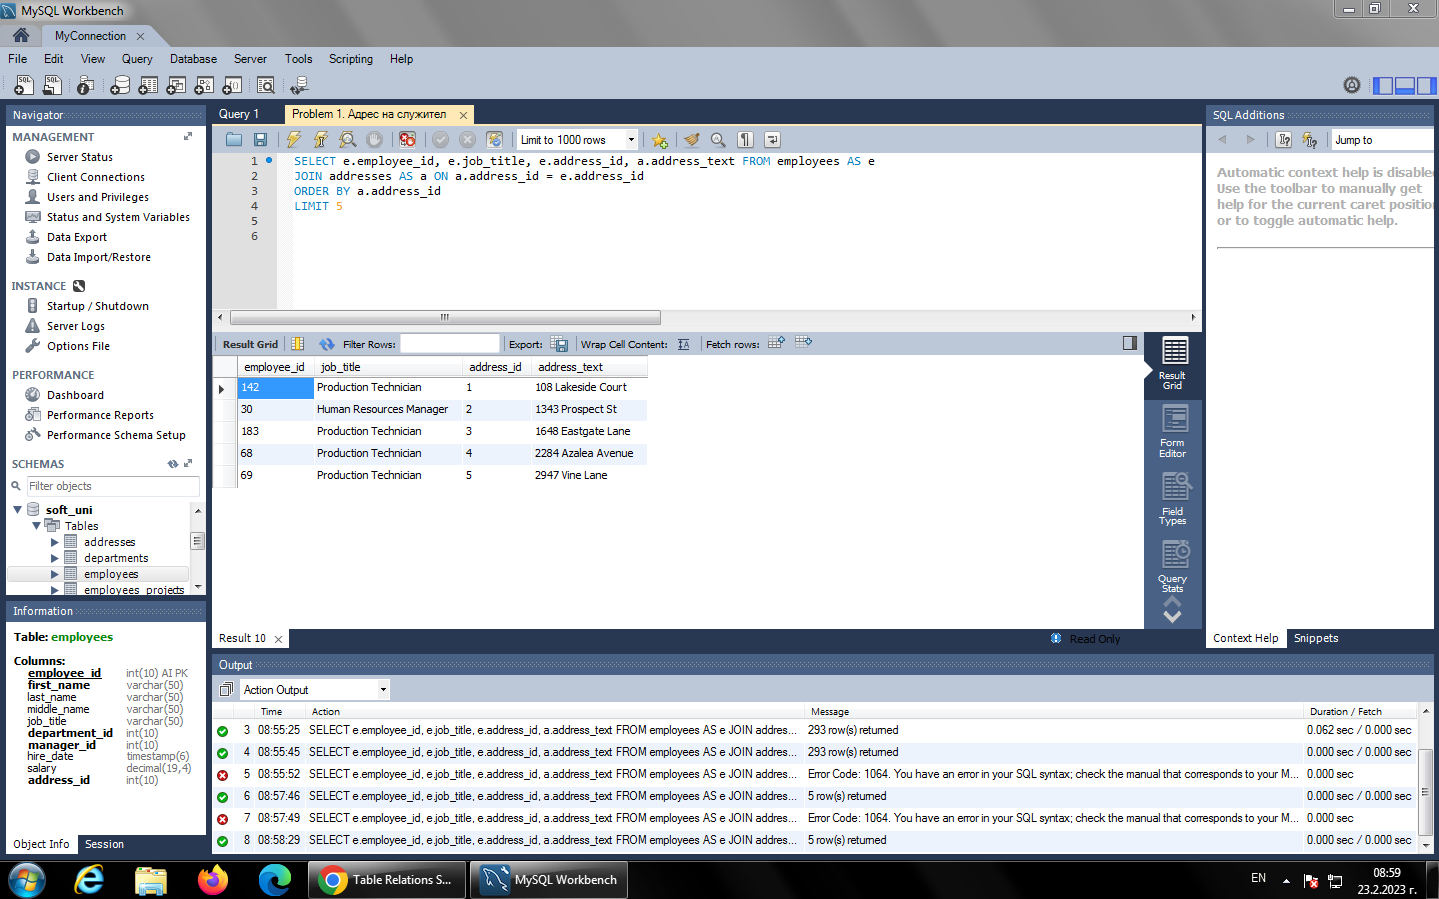 MySQL Workbench
MyConnection
File Edit View Query Database Server Tools Scripting Help
Navigator
MANAGEMENT
Server Status
Client Connections
Users and Privileges
Status and System Variables
Data Export
Data Import/Restore
INSTANCE
Startup / Shutdown
Server Logs
Options File
PERFORMANCE
Dashboard
Performance Reports
Performance Schema Setup
SCHEMAS
Filter objects
soft_uni
Tables
addresses
departments
employees
employees_projects
Information
Table: employees
Columns:
employee_id int(10) AI PK
first_name varchar(50)
last_name varchar(50)
middle_name varchar(50)
job_title varchar(50)
department_id int(10)
manager_id int(10)
hire_date timestamp(6)
salary decimal(19,4)
address_id int(10)
Object Info Session
Query 1 Problem 1. Адрес на служител
Limit to 1000 rows
1 SELECT e.employee_id, e.job_title, e.address_id, a.address_text FROM employees AS e
2 JOIN addresses AS a ON a.address_id = e.address_id
3 ORDER BY a.address_id
4 LIMIT 5
5
6
Result Grid Filter Rows: Export: Wrap Cell Content: Fetch rows:
employee_id job_title address_id address_text
142 Production Technician 1 108 Lakeside Court
30 Human Resources Manager 2 1343 Prospect St
183 Production Technician 3 1648 Eastgate Lane
68 Production Technician 4 2284 Azalea Avenue
69 Production Technician 5 2947 Vine Lane
Result Grid
Form Editor
Field Types
Query Stats
Result 10
Read Only
SQL Additions
Jump to
Automatic context help is disabled
Use the toolbar to manually get
help for the current caret position
or to toggle automatic help.
Context Help Snippets
Output
Action Output
Time Action Message Duration / Fetch
3 08:55:25 SELECT e.employee_id, e.job_title, e.address_id, a.address_text FROM employees AS e JOIN addres... 293 row(s) returned 0.062 sec / 0.000 sec
4 08:55:45 SELECT e.employee_id, e.job_title, e.address_id, a.address_text FROM employees AS e JOIN addres... 293 row(s) returned 0.000 sec / 0.000 sec
5 08:55:52 SELECT e.employee_id, e.job_title, e.address_id, a.address_text FROM employees AS e JOIN addres... Error Code: 1064. You have an error in your SQL syntax; check the manual that corresponds to your M... 0.000 sec
6 08:57:46 SELECT e.employee_id, e.job_title, e.address_id, a.address_text FROM employees AS e JOIN addres... 5 row(s) returned 0.000 sec / 0.000 sec
7 08:57:49 SELECT e.employee_id, e.job_title, e.address_id, a.address_text FROM employees AS e JOIN addres... Error Code: 1064. You have an error in your SQL syntax; check the manual that corresponds to your M... 0.000 sec
8 08:58:29 SELECT e.employee_id, e.job_title, e.address_id, a.address_text FROM employees AS e JOIN addres... 5 row(s) returned 0.000 sec / 0.000 sec
Table Relations S... MySQL Workbench
EN
08:59
23.2.2023 г.